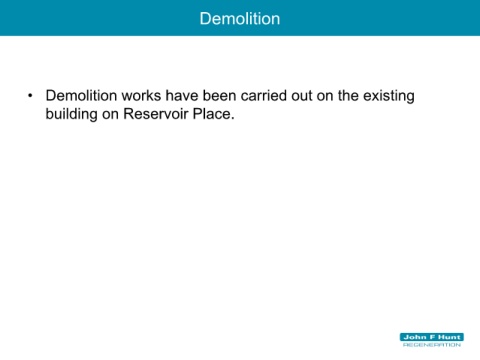 Demolition
• Demolition works have been carried out on the existing
building on Reservoir Place.
John F Hunt
REGENERATION